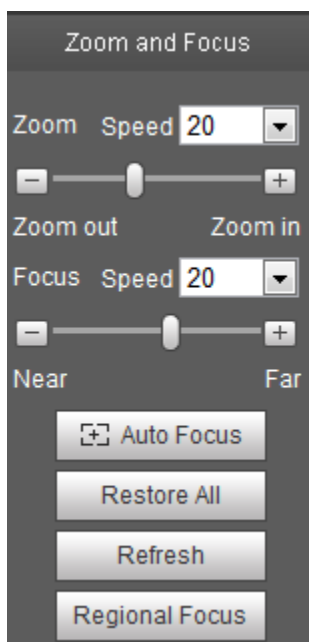 Zoom and Focus
Zoom Speed 20
Zoom out Zoom in
Focus Speed 20
Near Far
Auto Focus
Restore All
Refresh
Regional Focus